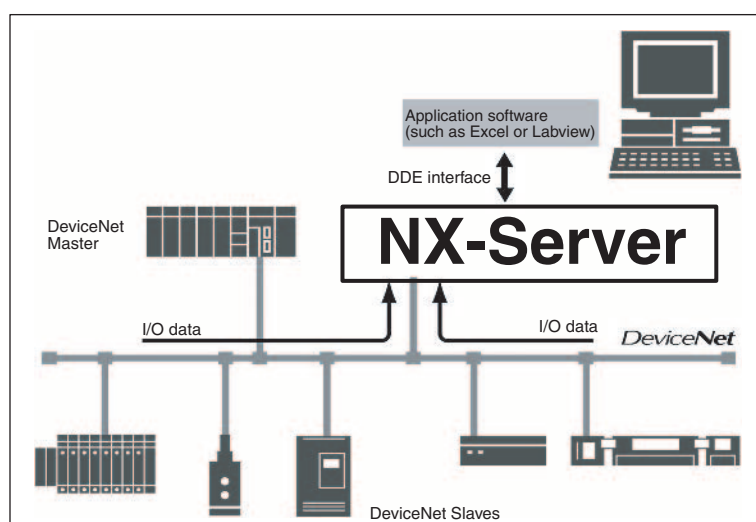 Application software
(such as Excel or Labview)
DDE interface
DeviceNet
Master
NX-Server
I/O data
I/O data
DeviceNet
DeviceNet Slaves